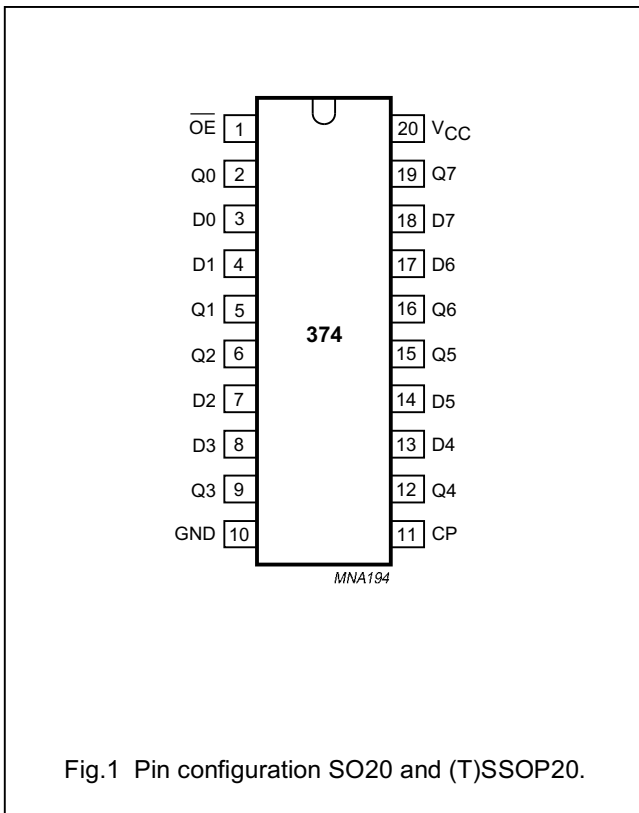 O̅E̅ 1 20 VCC
Q0 2 19 Q7
D0 3 18 D7
D1 4 17 D6
Q1 5 16 Q6
374
Q2 6 15 Q5
D2 7 14 D5
D3 8 13 D4
Q3 9 12 Q4
GND 10 11 CP
MNA194
Fig.1 Pin configuration SO20 and (T)SSOP20.